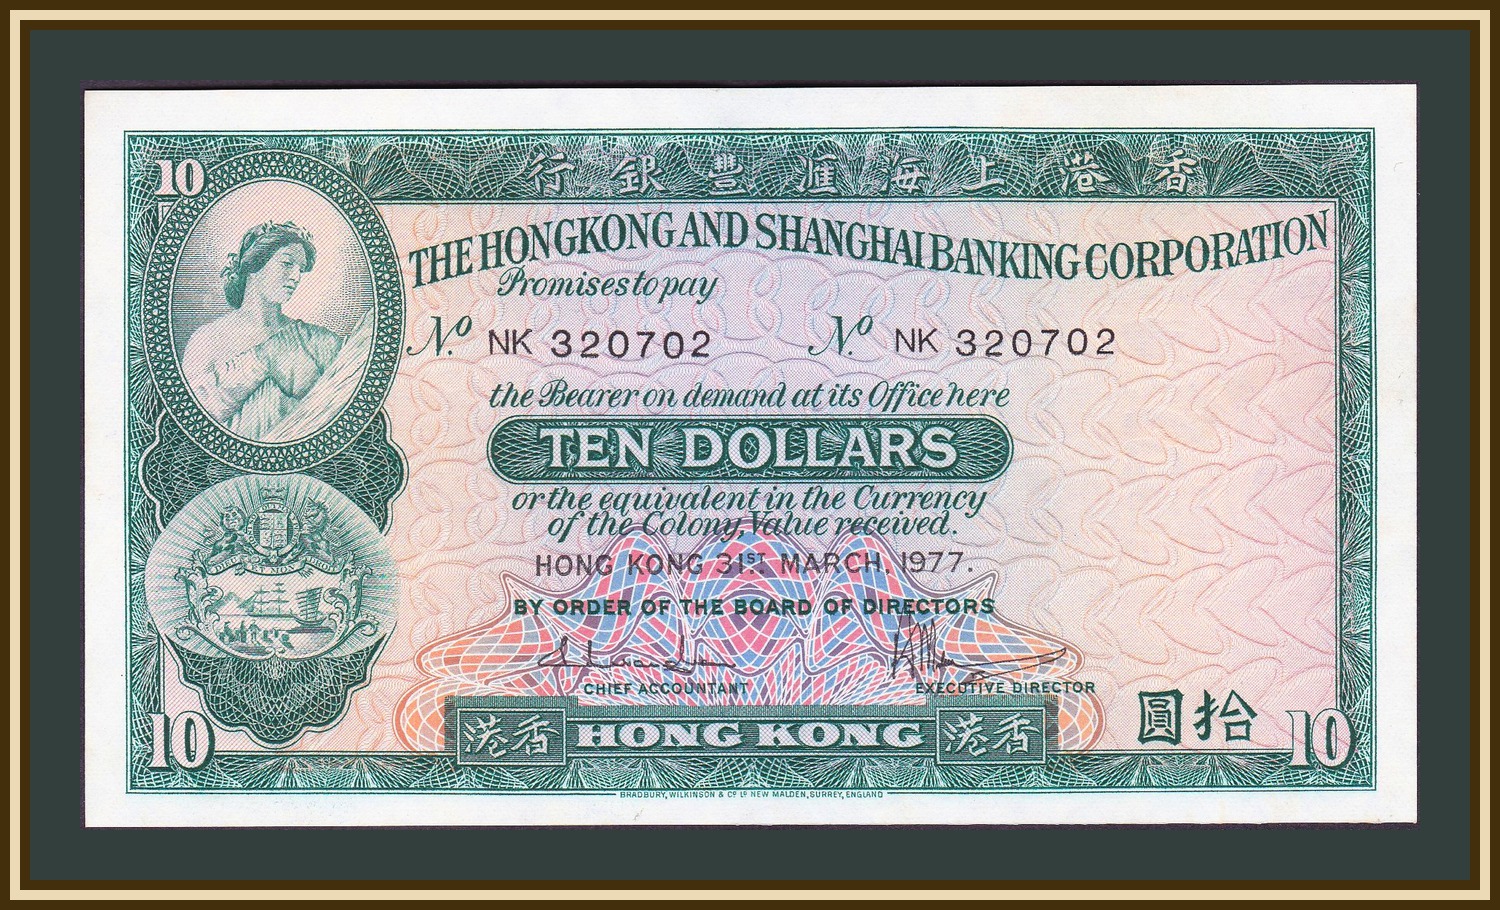 行銀豐滙海上港香
10
THE HONGKONG AND SHANGHAI BANKING CORPORATION
Promises to pay
No. NK 320702 No. NK 320702
the Bearer on demand at its Office here
TEN DOLLARS
or the equivalent in the Currency
of the Colony, Value received.
HONG KONG 31ST. MARCH, 1977.
BY ORDER OF THE BOARD OF DIRECTORS
CHIEF ACCOUNTANT EXECUTIVE DIRECTOR
圓拾
10 港香 HONG KONG 港香 10
BRADBURY, WILKINSON & Co. Ld. NEW MALDEN, SURREY, ENGLAND